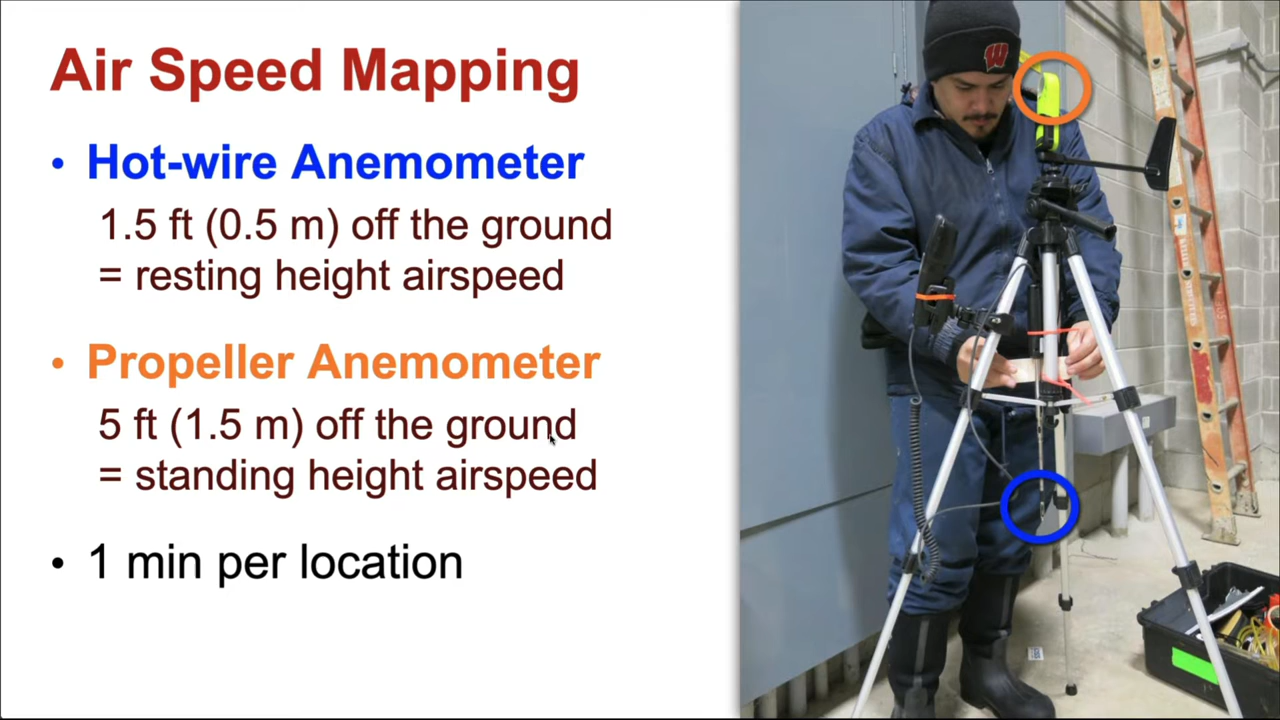 Air Speed Mapping
• Hot-wire Anemometer
1.5 ft (0.5 m) off the ground
= resting height airspeed
• Propeller Anemometer
5 ft (1.5 m) off the ground
= standing height airspeed
• 1 min per location
W